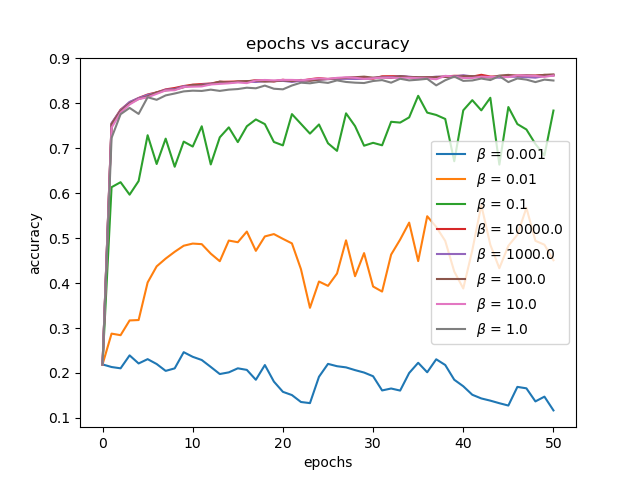 epochs vs accuracy
0.9
0.8
0.7
0.6
0.5
0.4
0.3
0.2
0.1
accuracy
β = 0.001
β = 0.01
β = 0.1
β = 10000.0
β = 1000.0
β = 100.0
β = 10.0
β = 1.0
0 10 20 30 40 50
epochs